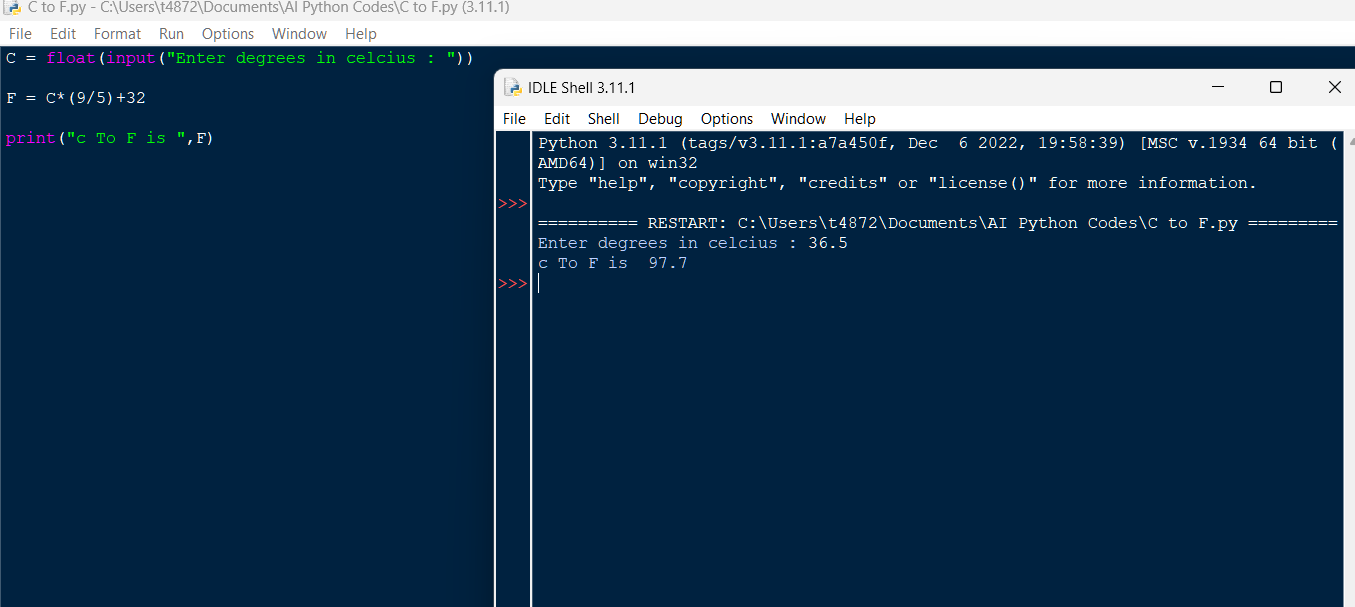 C to F.py - C:\Users\t4872\Documents\AI Python Codes\C to F.py (3.11.1)
File Edit Format Run Options Window Help
C = float(input("Enter degrees in celcius : "))
F = C*(9/5)+32
print("c To F is ",F)
IDLE Shell 3.11.1
File Edit Shell Debug Options Window Help
Python 3.11.1 (tags/v3.11.1:a7a450f, Dec  6 2022, 19:58:39) [MSC v.1934 64 bit (
AMD64)] on win32
Type "help", "copyright", "credits" or "license()" for more information.
>>>
========== RESTART: C:\Users\t4872\Documents\AI Python Codes\C to F.py =========
Enter degrees in celcius : 36.5
c To F is  97.7
>>>